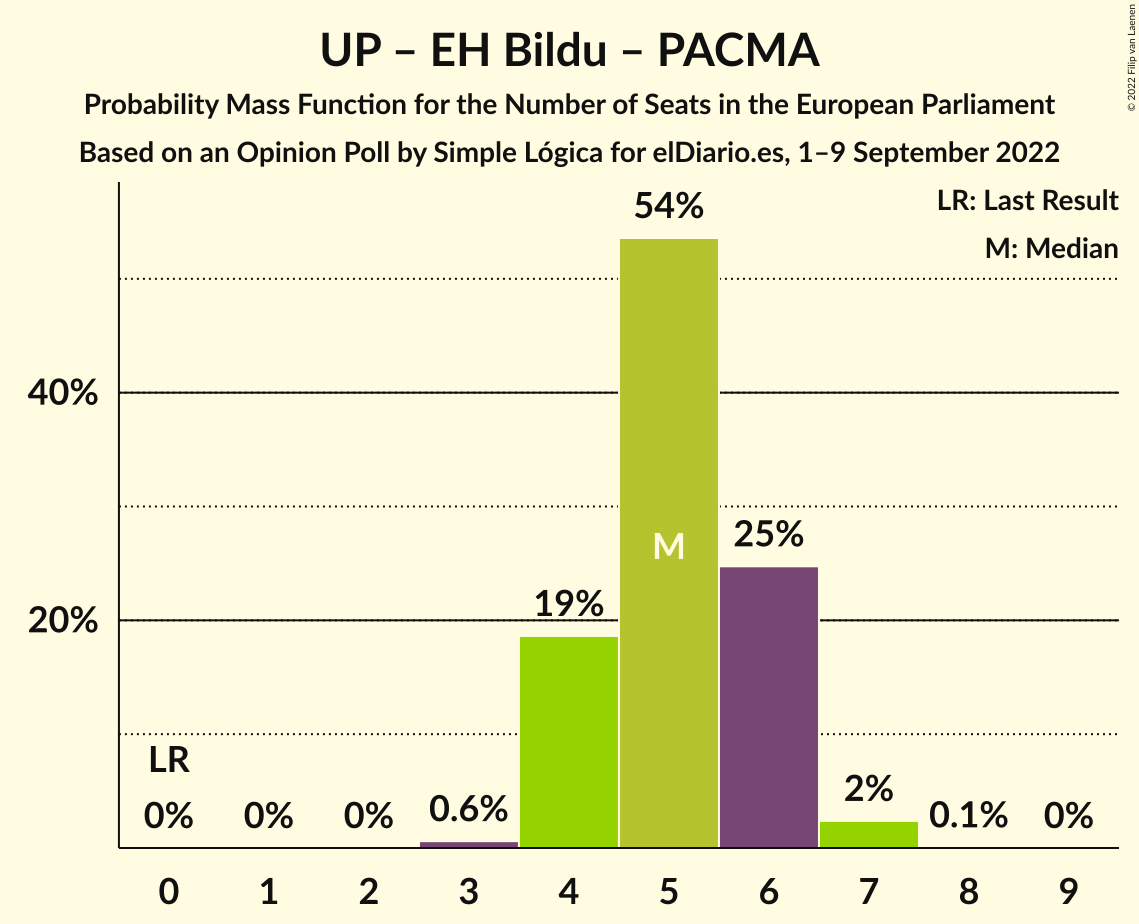 UP – EH Bildu – PACMA
Probability Mass Function for the Number of Seats in the European Parliament
Based on an Opinion Poll by Simple Lógica for elDiario.es, 1–9 September 2022
© 2022 Filip van Laenen
LR: Last Result
M: Median
54%
40%
M
25%
19%
20%
LR
0%
0%
0%
0.6%
2%
0.1%
0%
0
1
2
3
4
5
6
7
8
9